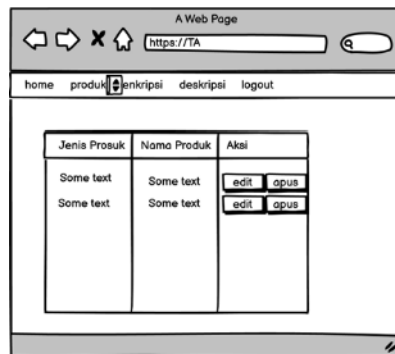 A Web Page
https://TA
home produk enkripsi deskripsi logout
Jenis Prosuk Nama Produk Aksi
Some text Some text edit apus
Some text Some text edit apus